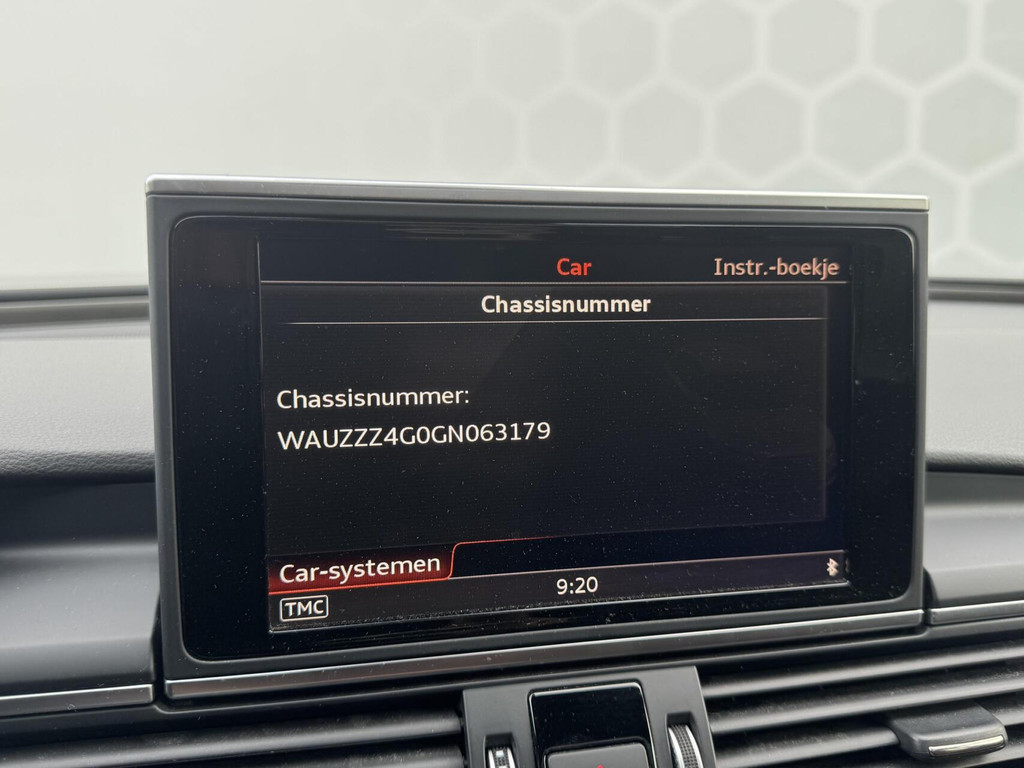 Car
Instr.-boekje
Chassisnummer
Chassisnummer:
WAUZZZ4G0GN063179
Car-systemen
TMC
9:20